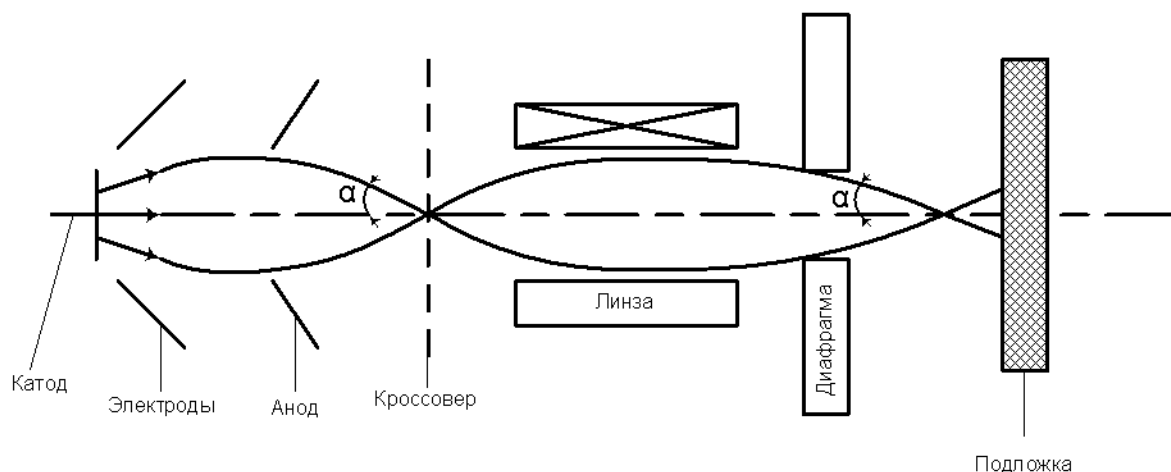 α
α
Линза
Диафрагма
Катод
Электроды
Анод
Кроссовер
Подложка